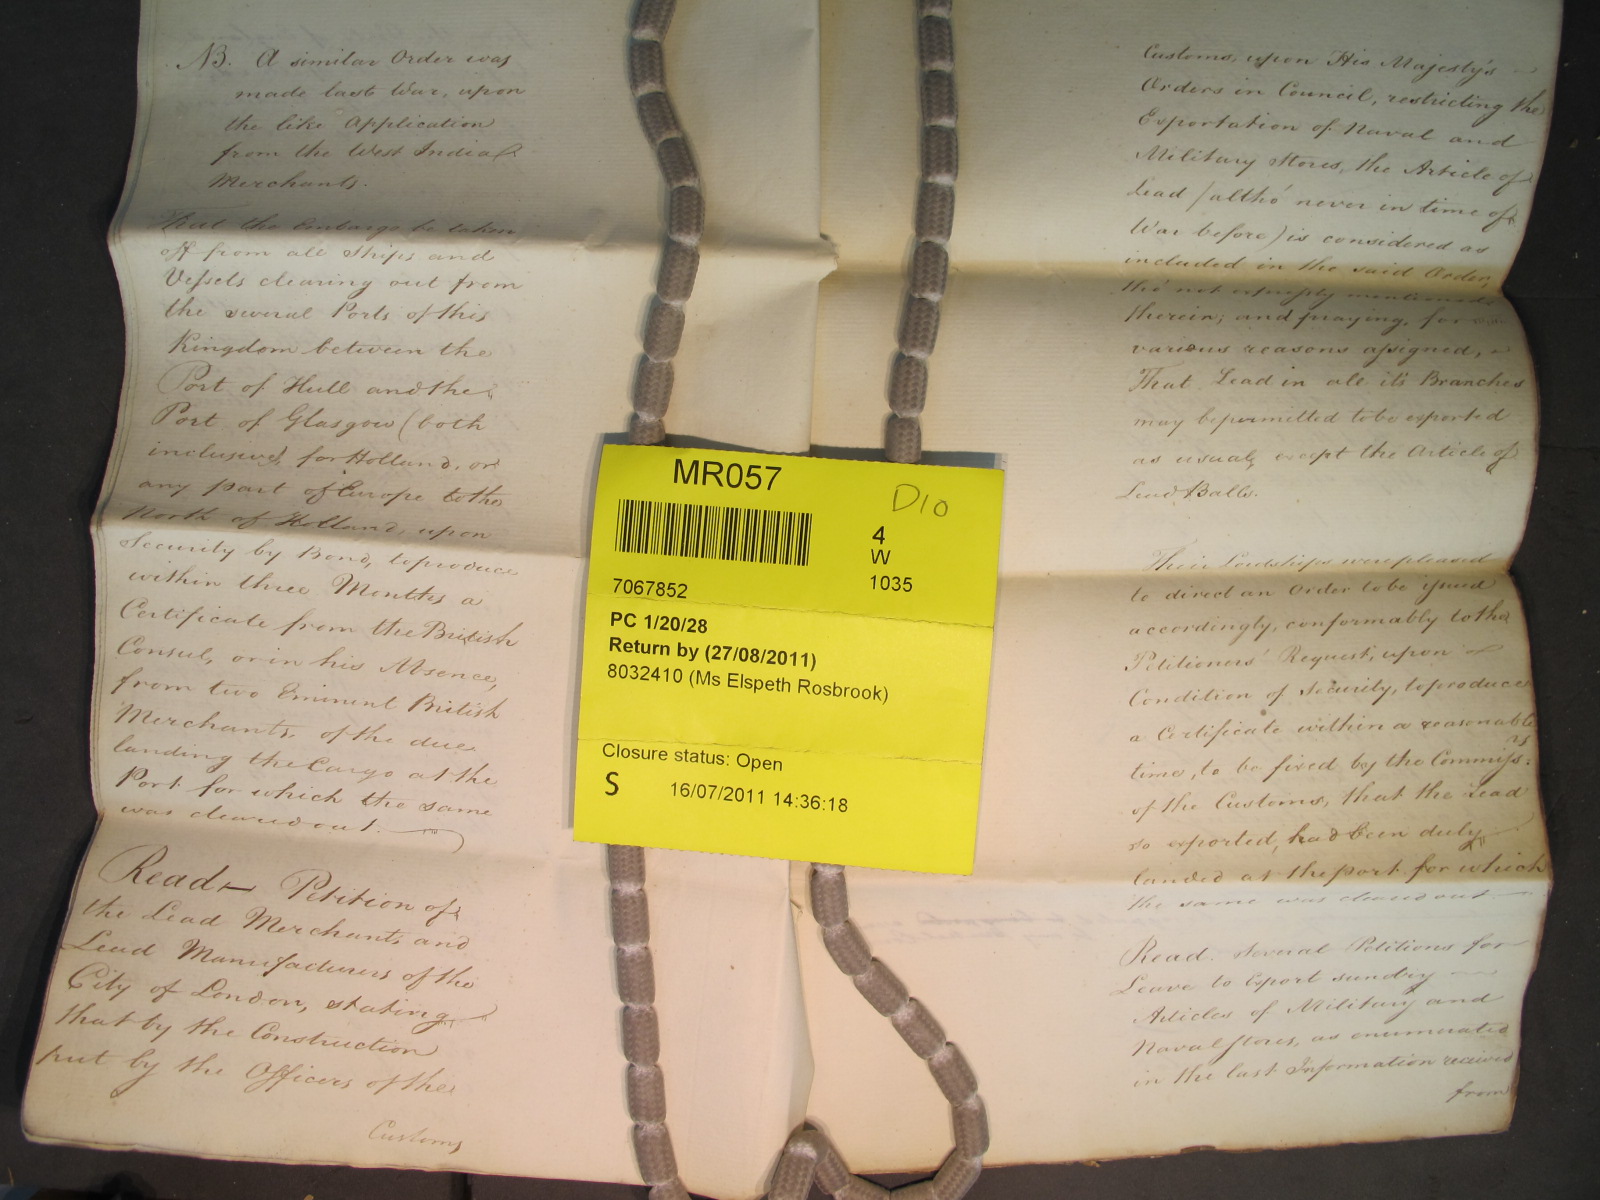 NB. A similar Order was
made last War, upon
the like Application
from the West India
Merchants.
That the Embargo be taken
off from all Ships and
Vessels clearing out from
the several Ports of this
Kingdom between the
Port of Hull and the
Port of Glasgow (both
inclusive) for Holland, or
any part of Europe to the
North of Holland, upon
Security by Bond, to produce
within three Months a
Certificate from the British
Consul, or in his Absence,
from two Eminent British
Merchants, of the due
landing the Cargo at the
Port for which the same
was cleared out.
Read Petition of
the Lead Merchants and
Lead Manufacturers of the
City of London, stating
that by the Construction
put by the Officers of the
Customs
Customs, upon His Majesty's
Orders in Council, restricting the
Exportation of Naval and
Military Stores, the Article of
Lead (altho' never in time of
War before) is considered as
included in the said Order,
tho' not expressly mentioned
therein; and praying, for
various reasons assigned,
That Lead in all it's Branches
may be permitted to be exported
as usual, except the Article of
Lead Balls.
Their Lordships were pleased
to direct an Order to be issued
accordingly, conformably to the
Petitioners' Request, upon
Condition of Security, to produce
a Certificate within a reasonable
time, to be fixed by the Commissrs:
of the Customs, that the Lead
so exported, had been duly
landed at the port for which
the same was cleared out.
Read. several Petitions for
Leave to Export sundry
Articles of Military and
Naval Stores, as enumerated
in the last Information received
from
MR057
D10
4
W
1035
7067852
PC 1/20/28
Return by (27/08/2011)
8032410 (Ms Elspeth Rosbrook)
Closure status: Open
S 16/07/2011 14:36:18